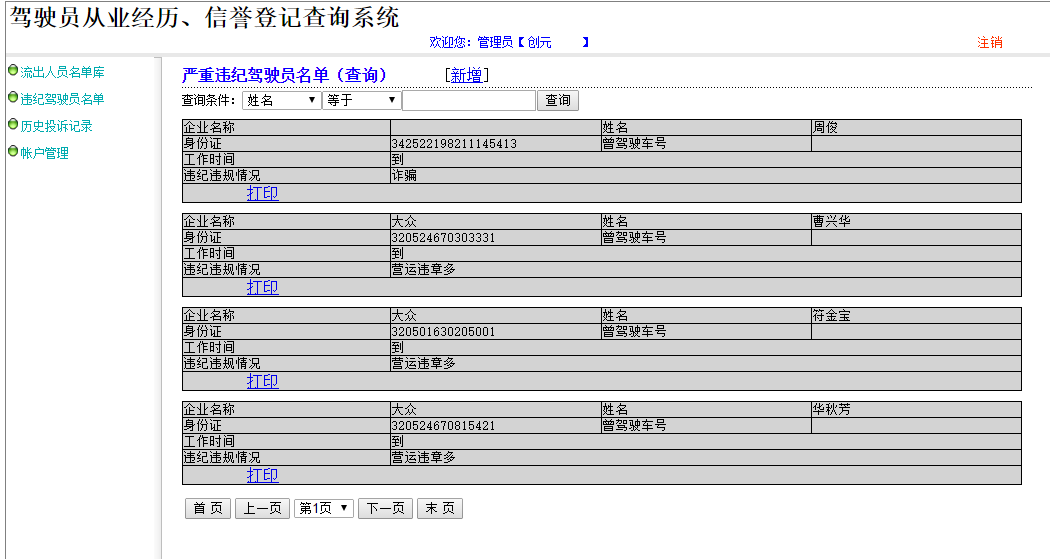 驾驶员从业经历、信誉登记查询系统
欢迎您：管理员【 创元 】 注销
流出人员名单库
违纪驾驶员名单
历史投诉记录
帐户管理
严重违纪驾驶员名单（查询） [新增]
查询条件： 姓名 ▼ 等于 ▼ 查询
企业名称 姓名 周俊
身份证 342522198211145413 曾驾驶车号
工作时间 到
违纪违规情况 诈骗
打印
企业名称 大众 姓名 曹兴华
身份证 320524670303331 曾驾驶车号
工作时间 到
违纪违规情况 营运违章多
打印
企业名称 大众 姓名 符金宝
身份证 320501630205001 曾驾驶车号
工作时间 到
违纪违规情况 营运违章多
打印
企业名称 大众 姓名 华秋芳
身份证 320524670815421 曾驾驶车号
工作时间 到
违纪违规情况 营运违章多
打印
首 页 上一页 第1页 ▼ 下一页 末 页